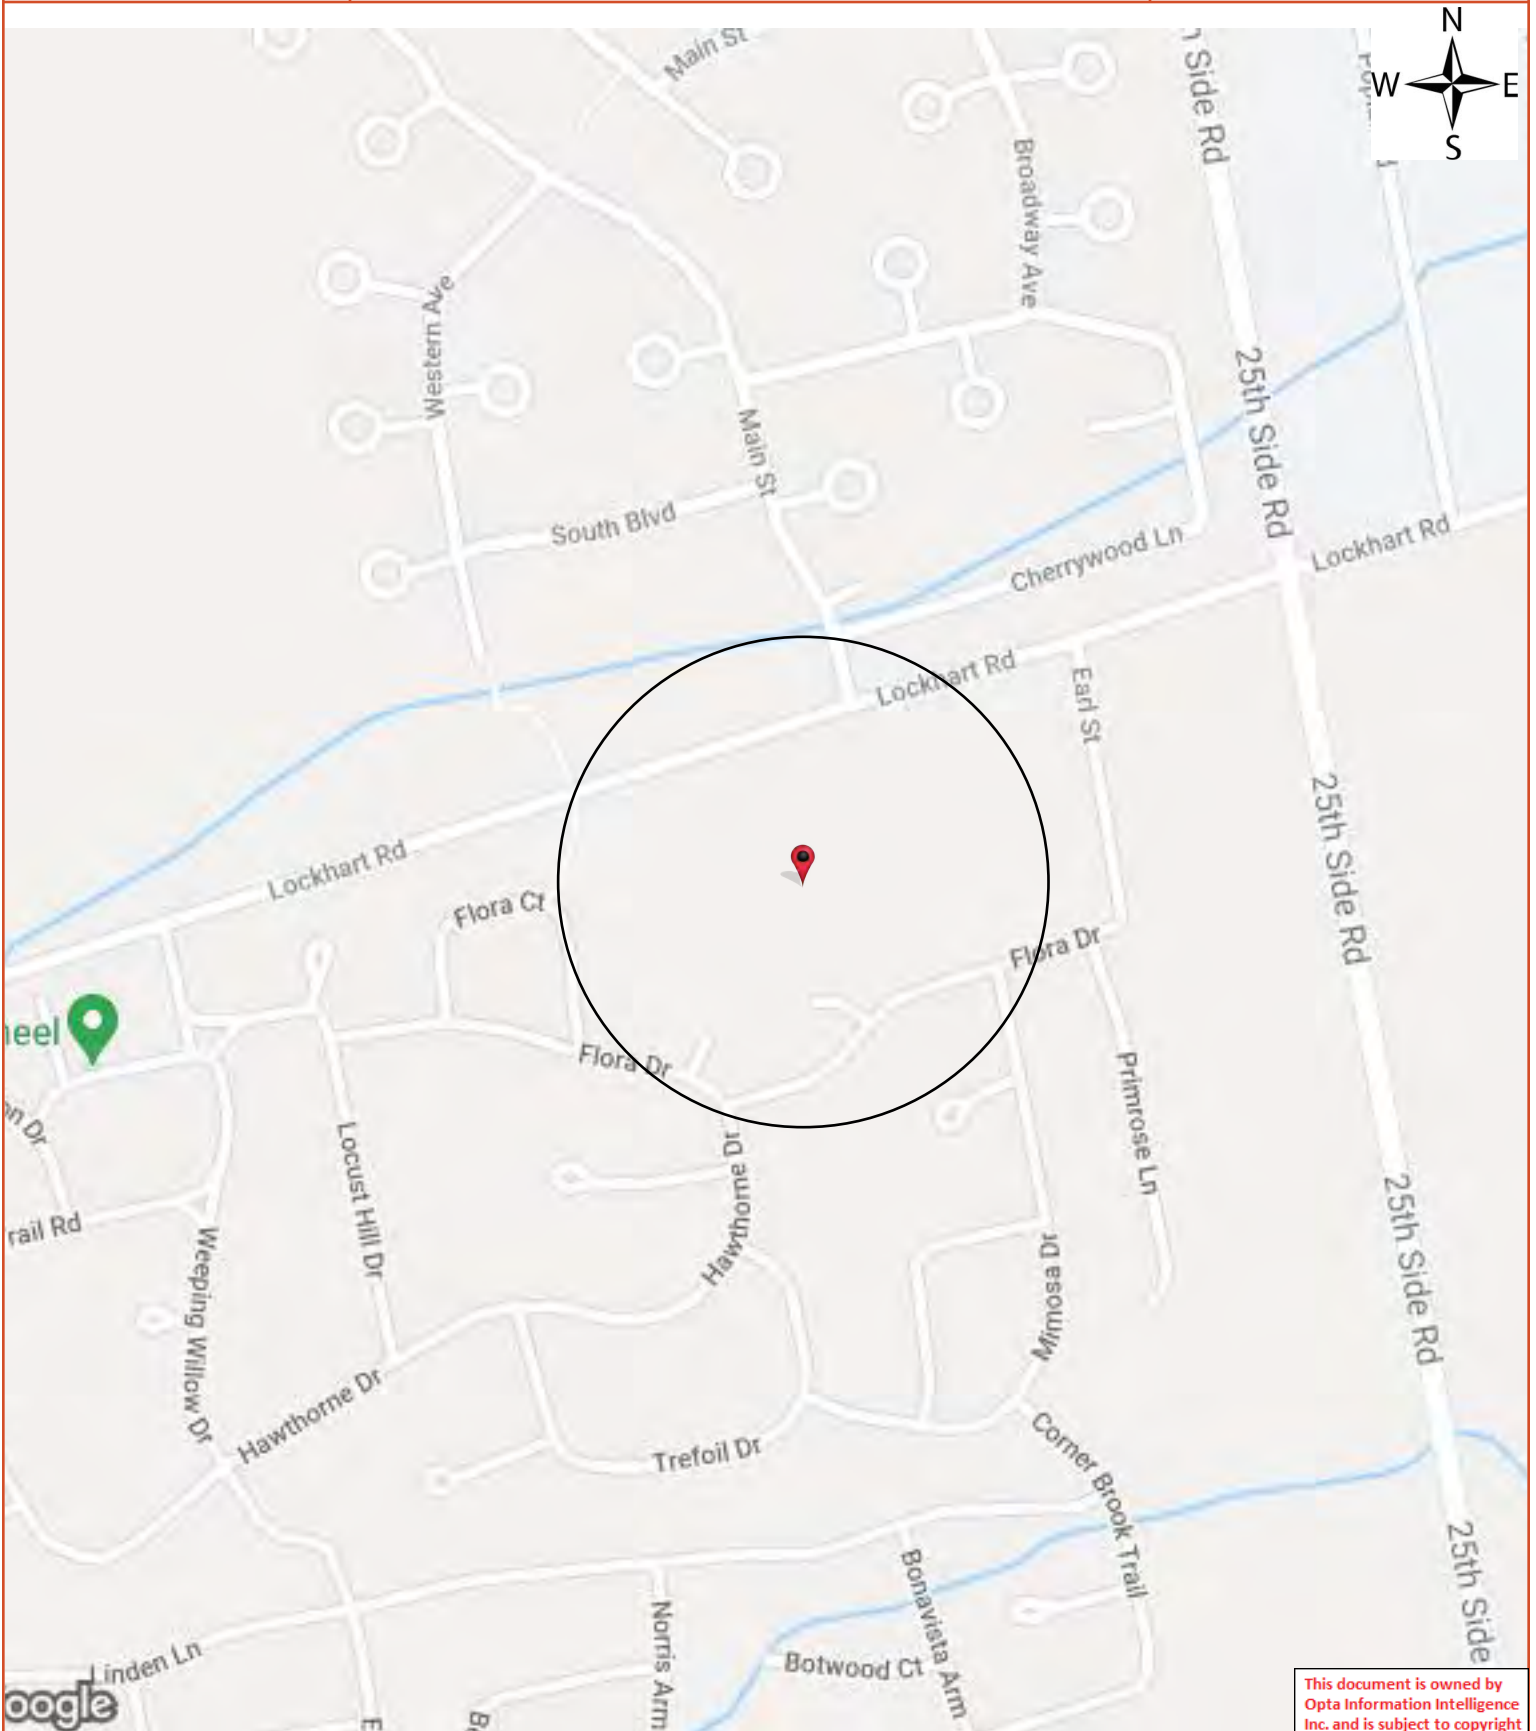 N
W
E
S
Main St
n Side Rd
Broadway Ave
Western Ave
25th Side Rd
Main St
South Blvd
Cherrywood Ln
Lockhart Rd
Lockhart Rd
Earl St
25th Side Rd
Lockhart Rd
Flora Ct
Flora Dr
heel
Flora Dr
Primrose Ln
on Dr
Locust Hill Dr
Hawthorne Dr
rail Rd
Weeping Willow Dr
25th Side Rd
Mimosa Dr
Hawthorne Dr
Trefoil Dr
Corner Brook Trail
25th Side
Bonavista Arm
Norris Arm
Linden Ln
Botwood Ct
oogle
This document is owned by
Opta Information Intelligence
Inc. and is subject to copyright